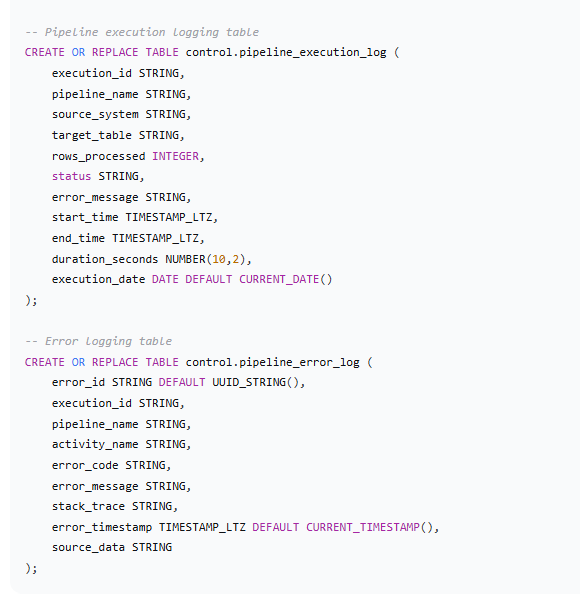 -- Pipeline execution logging table
CREATE OR REPLACE TABLE control.pipeline_execution_log (
    execution_id STRING,
    pipeline_name STRING,
    source_system STRING,
    target_table STRING,
    rows_processed INTEGER,
    status STRING,
    error_message STRING,
    start_time TIMESTAMP_LTZ,
    end_time TIMESTAMP_LTZ,
    duration_seconds NUMBER(10,2),
    execution_date DATE DEFAULT CURRENT_DATE()
);

-- Error logging table
CREATE OR REPLACE TABLE control.pipeline_error_log (
    error_id STRING DEFAULT UUID_STRING(),
    execution_id STRING,
    pipeline_name STRING,
    activity_name STRING,
    error_code STRING,
    error_message STRING,
    stack_trace STRING,
    error_timestamp TIMESTAMP_LTZ DEFAULT CURRENT_TIMESTAMP(),
    source_data STRING
);